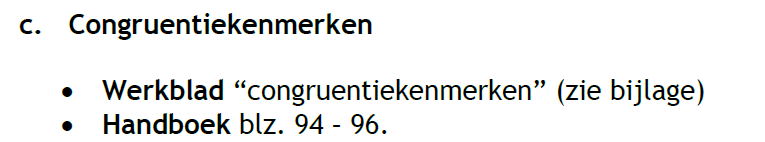 c. Congruentiekenmerken
• Werkblad “congruentiekenmerken” (zie bijlage)
• Handboek blz. 94 - 96.